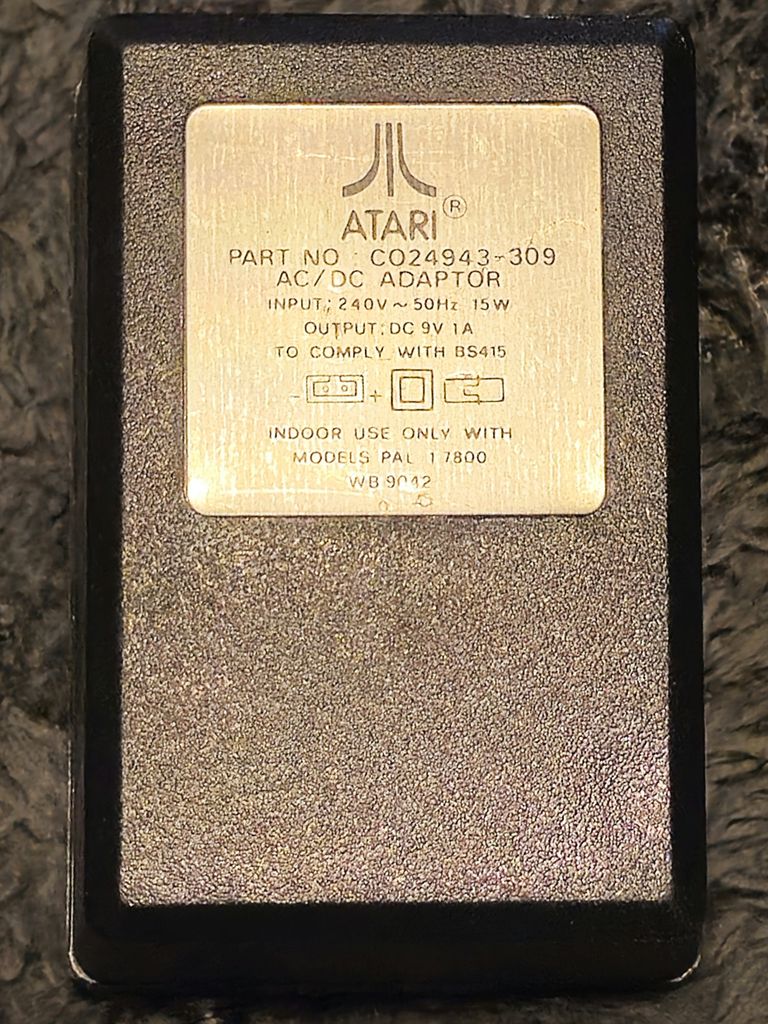 ATARI ®
PART NO : CO24943-309
AC/DC ADAPTOR
INPUT: 240V ~ 50Hz 15W
OUTPUT: DC 9V 1A
TO COMPLY WITH BS415
- +
INDOOR USE ONLY WITH
MODELS PAL I 7800
WB 9042